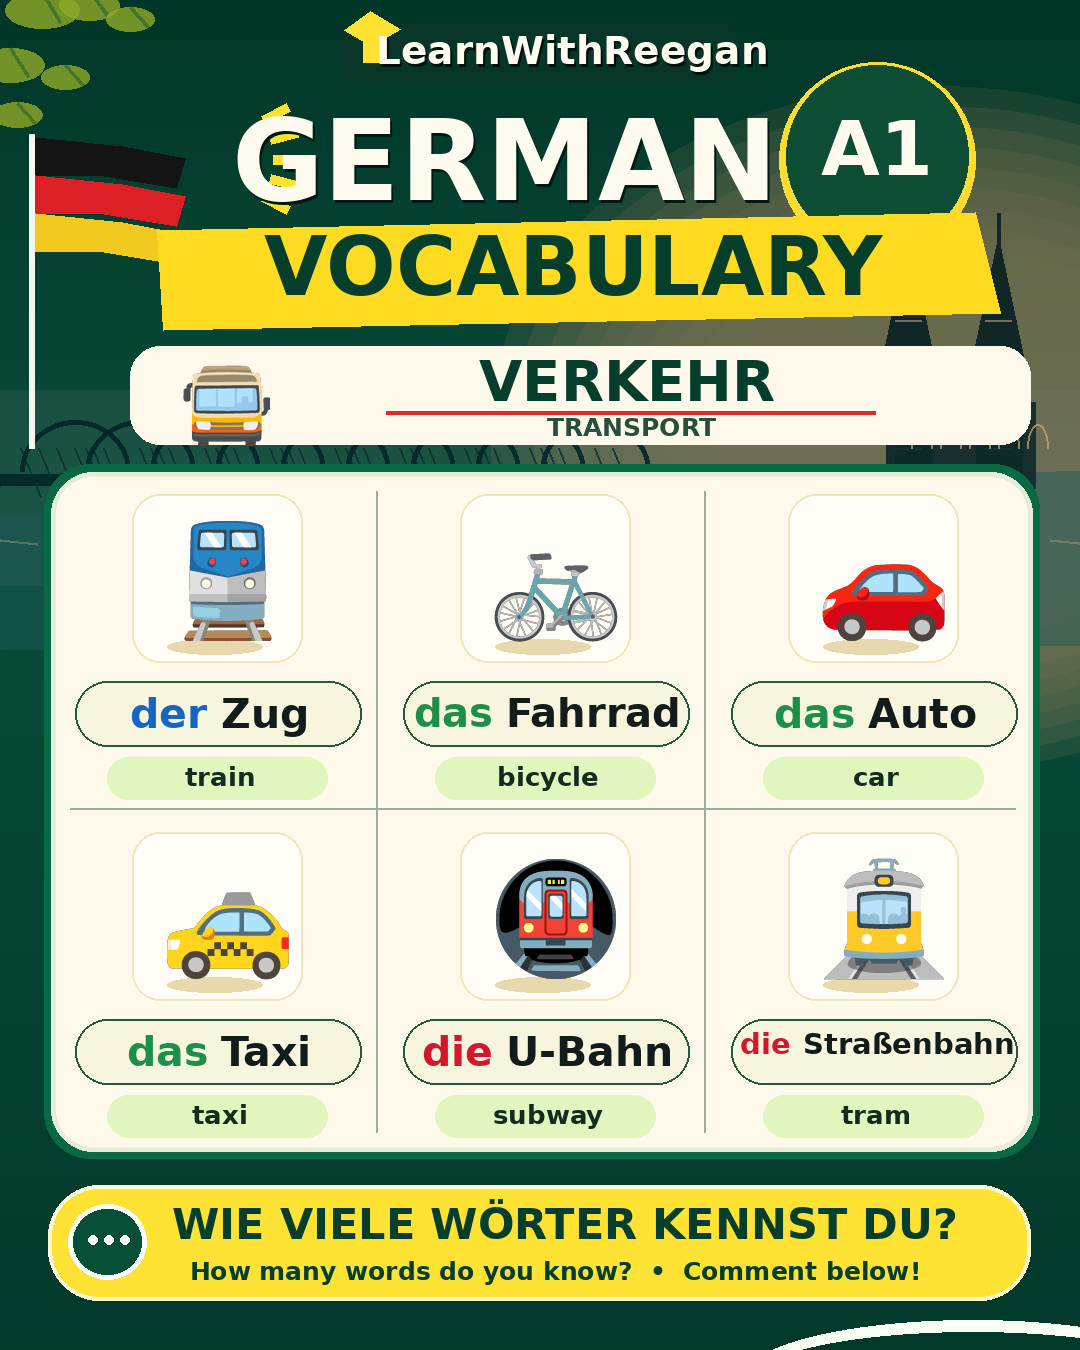 LearnWithReegan
GERMAN
A1
VOCABULARY
VERKEHR
TRANSPORT
der Zug
das Fahrrad
das Auto
train
bicycle
car
das Taxi
die U-Bahn
die Straßenbahn
taxi
subway
tram
WIE VIELE WÖRTER KENNST DU?
How many words do you know? • Comment below!